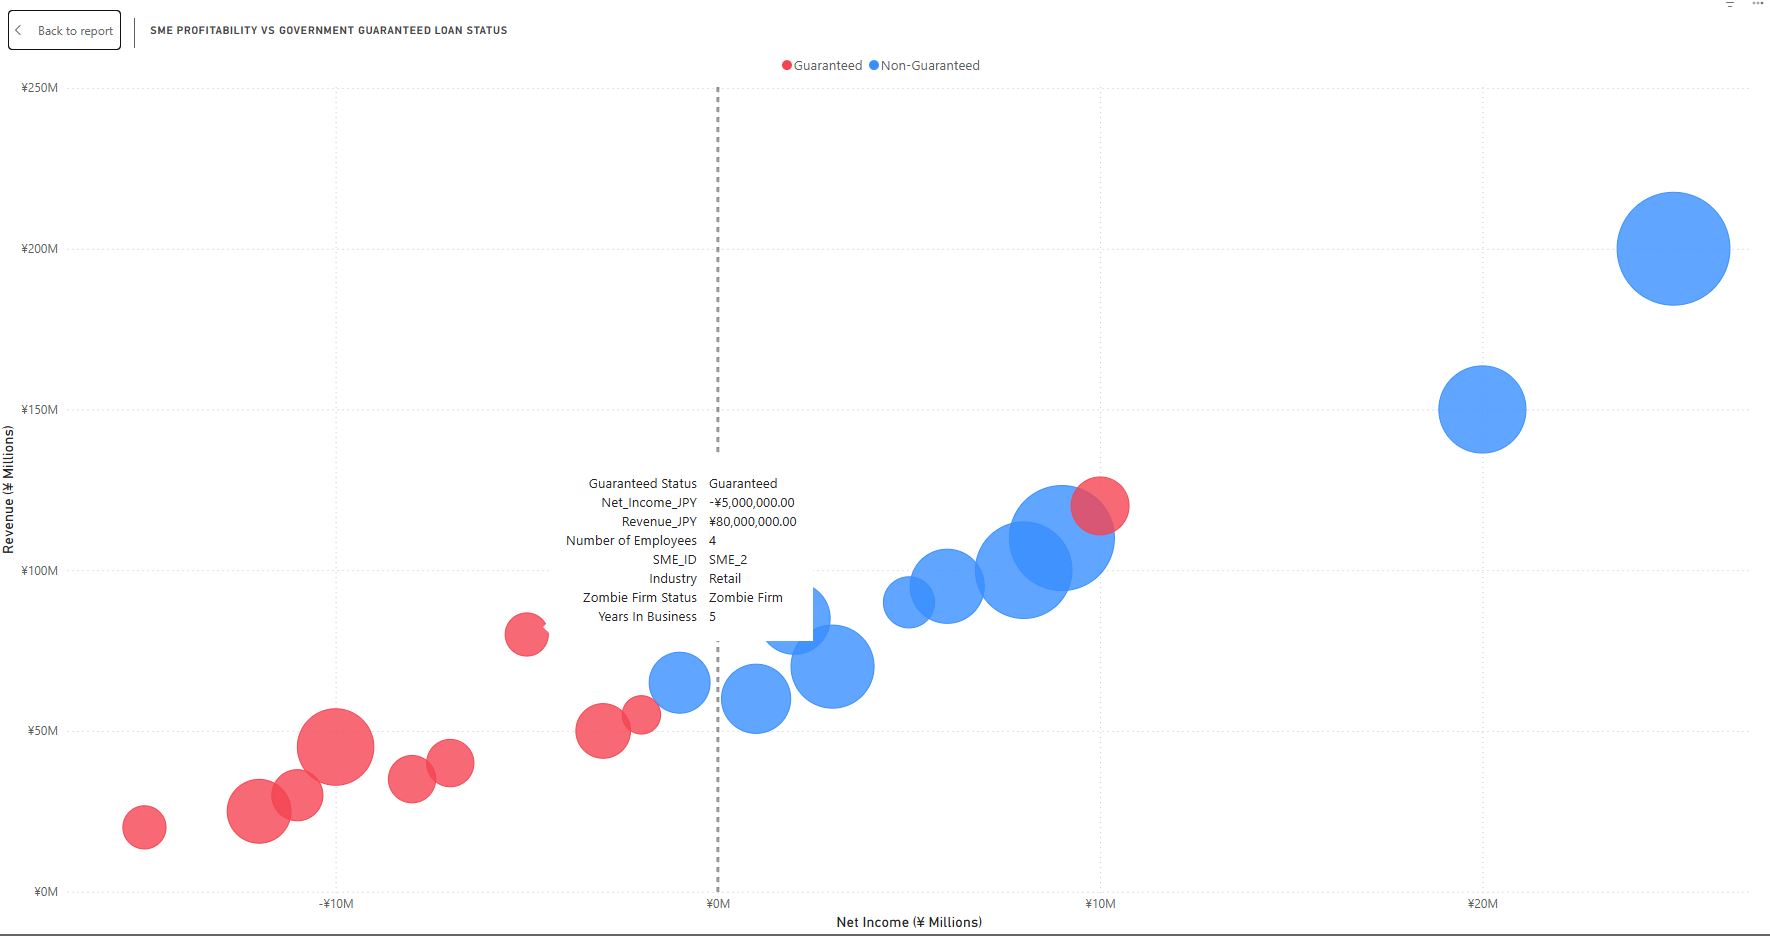 Back to report
SME PROFITABILITY VS GOVERNMENT GUARANTEED LOAN STATUS
Guaranteed Non-Guaranteed
¥250M
¥200M
¥150M
¥100M
¥50M
¥0M
Revenue (¥ Millions)
Guaranteed Status Guaranteed
Net_Income_JPY -¥5,000,000.00
Revenue_JPY ¥80,000,000.00
Number of Employees 4
SME_ID SME_2
Industry Retail
Zombie Firm Status Zombie Firm
Years In Business 5
-¥10M ¥0M ¥10M ¥20M
Net Income (¥ Millions)